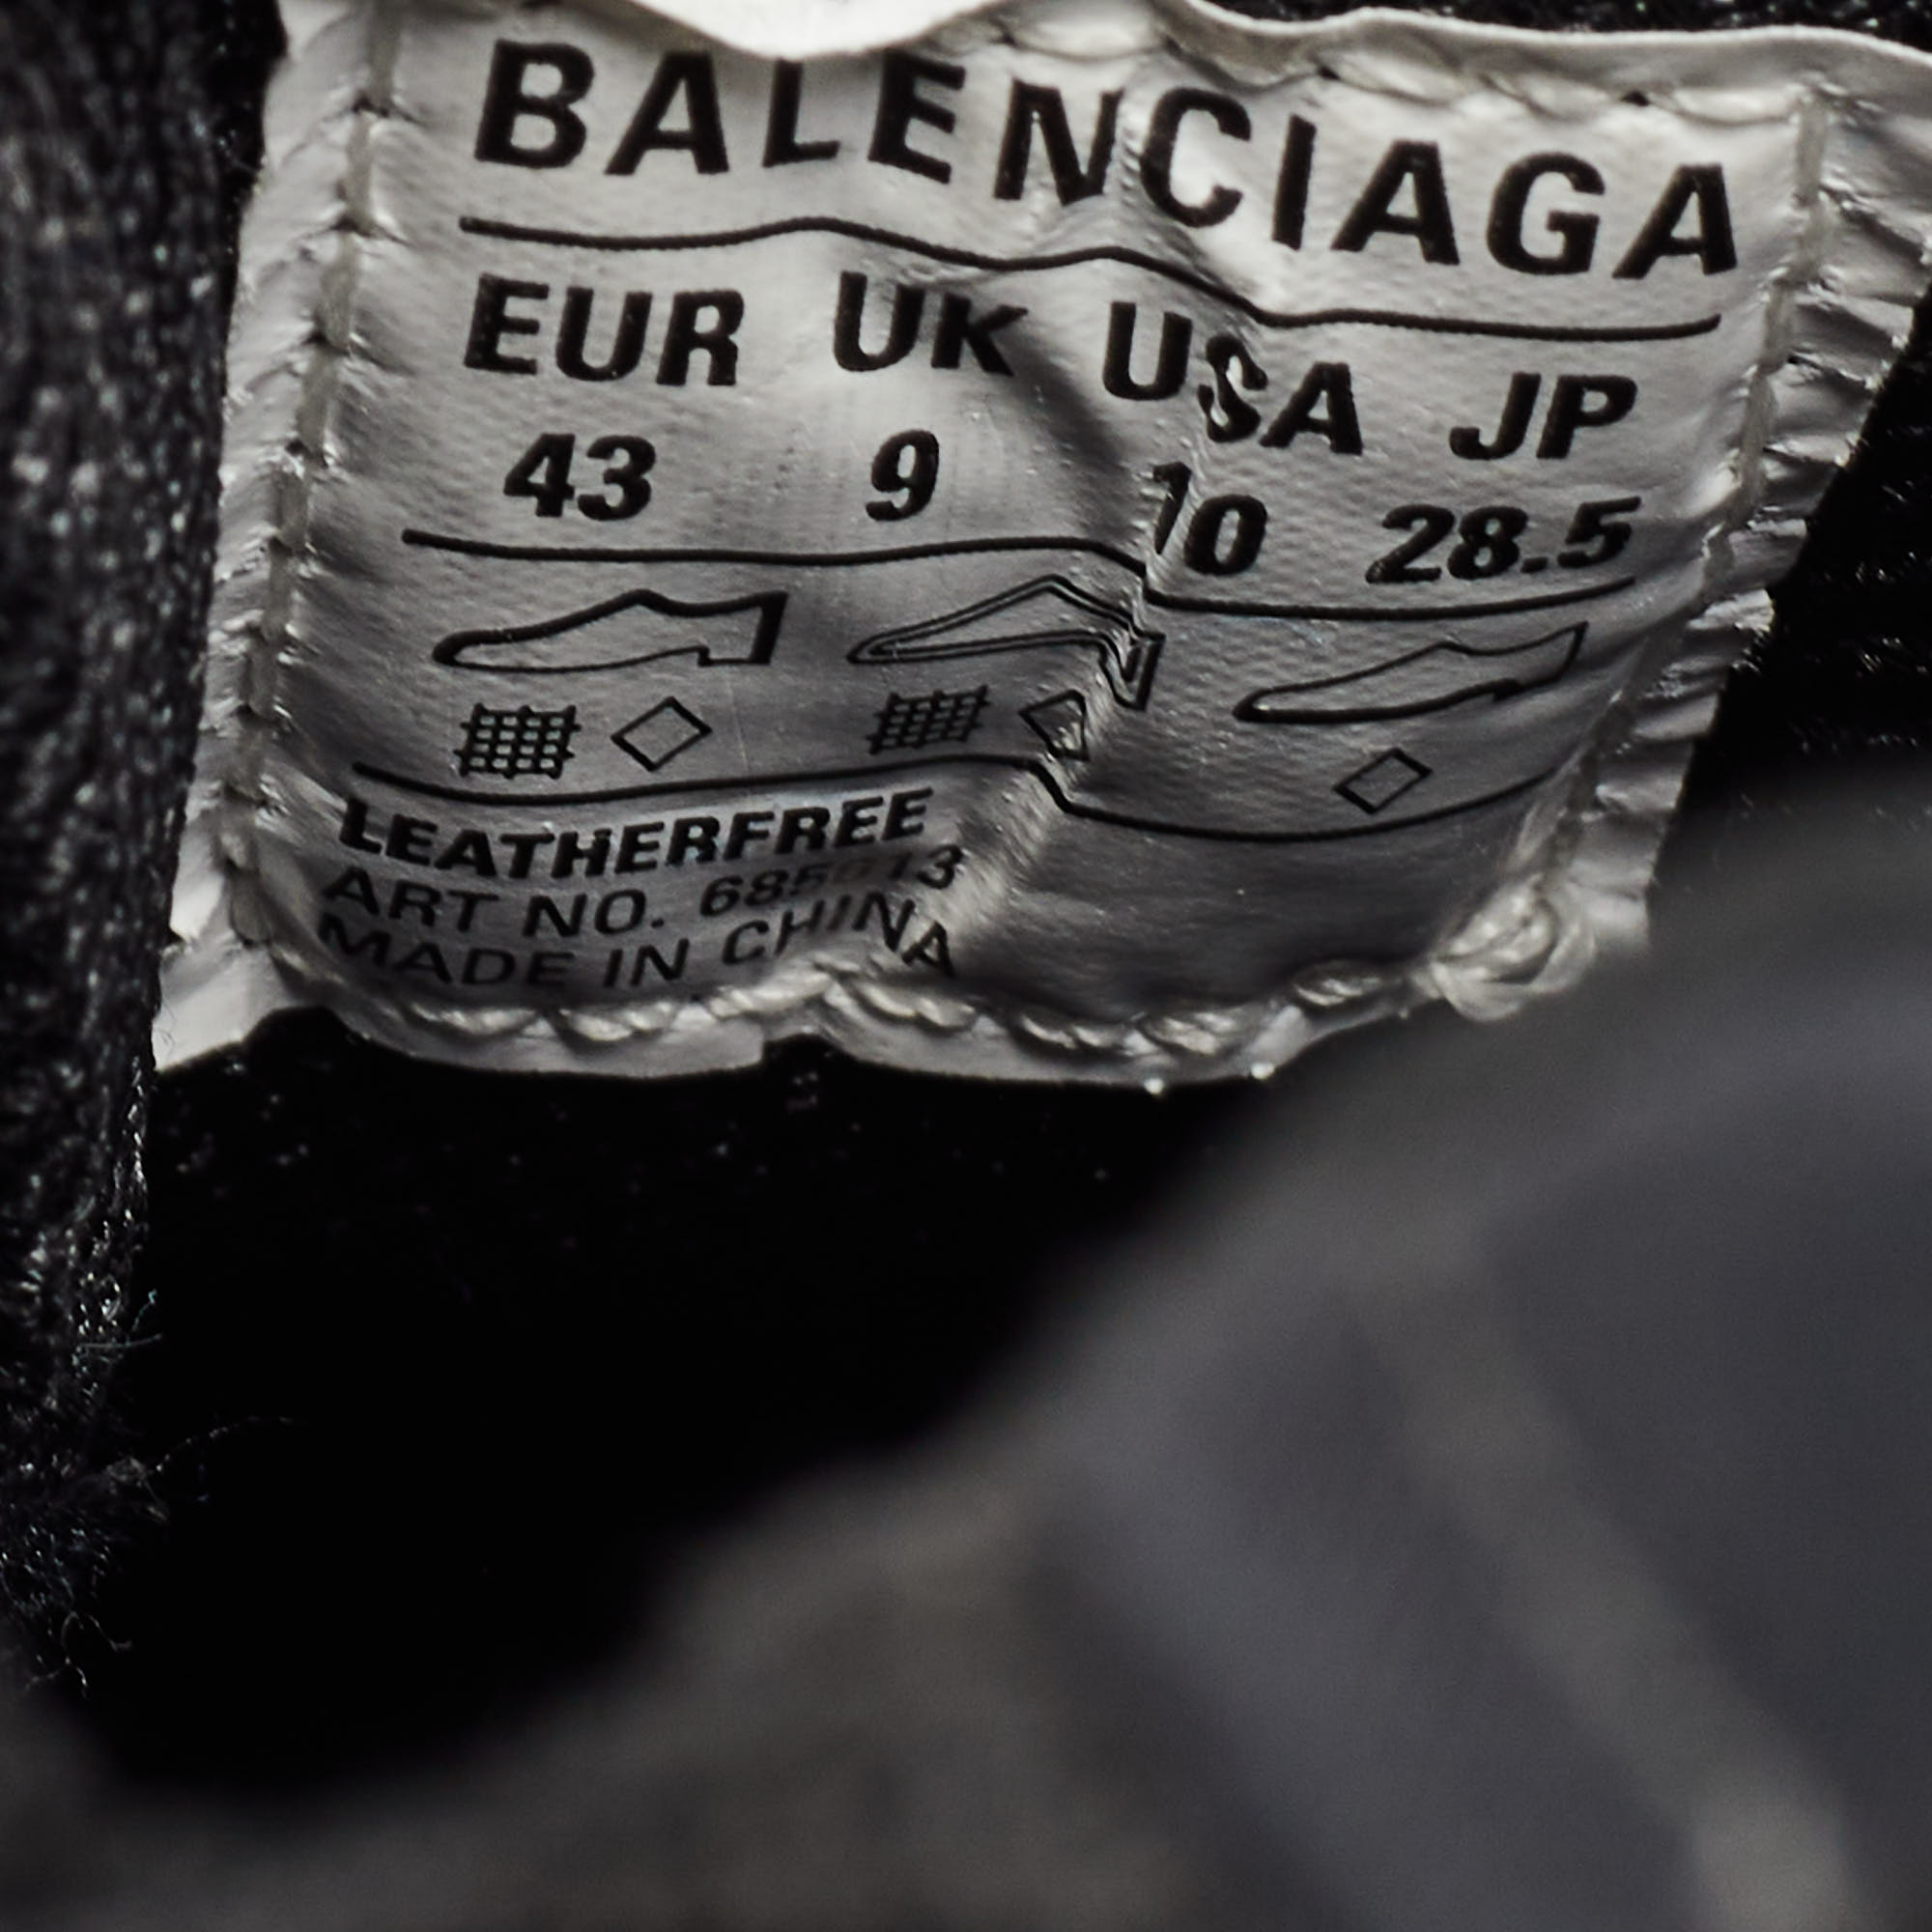 BALENCIAGA
EUR UK USA JP
43 9 10 28.5
LEATHERFREE
ART NO.
MADE IN CHINA